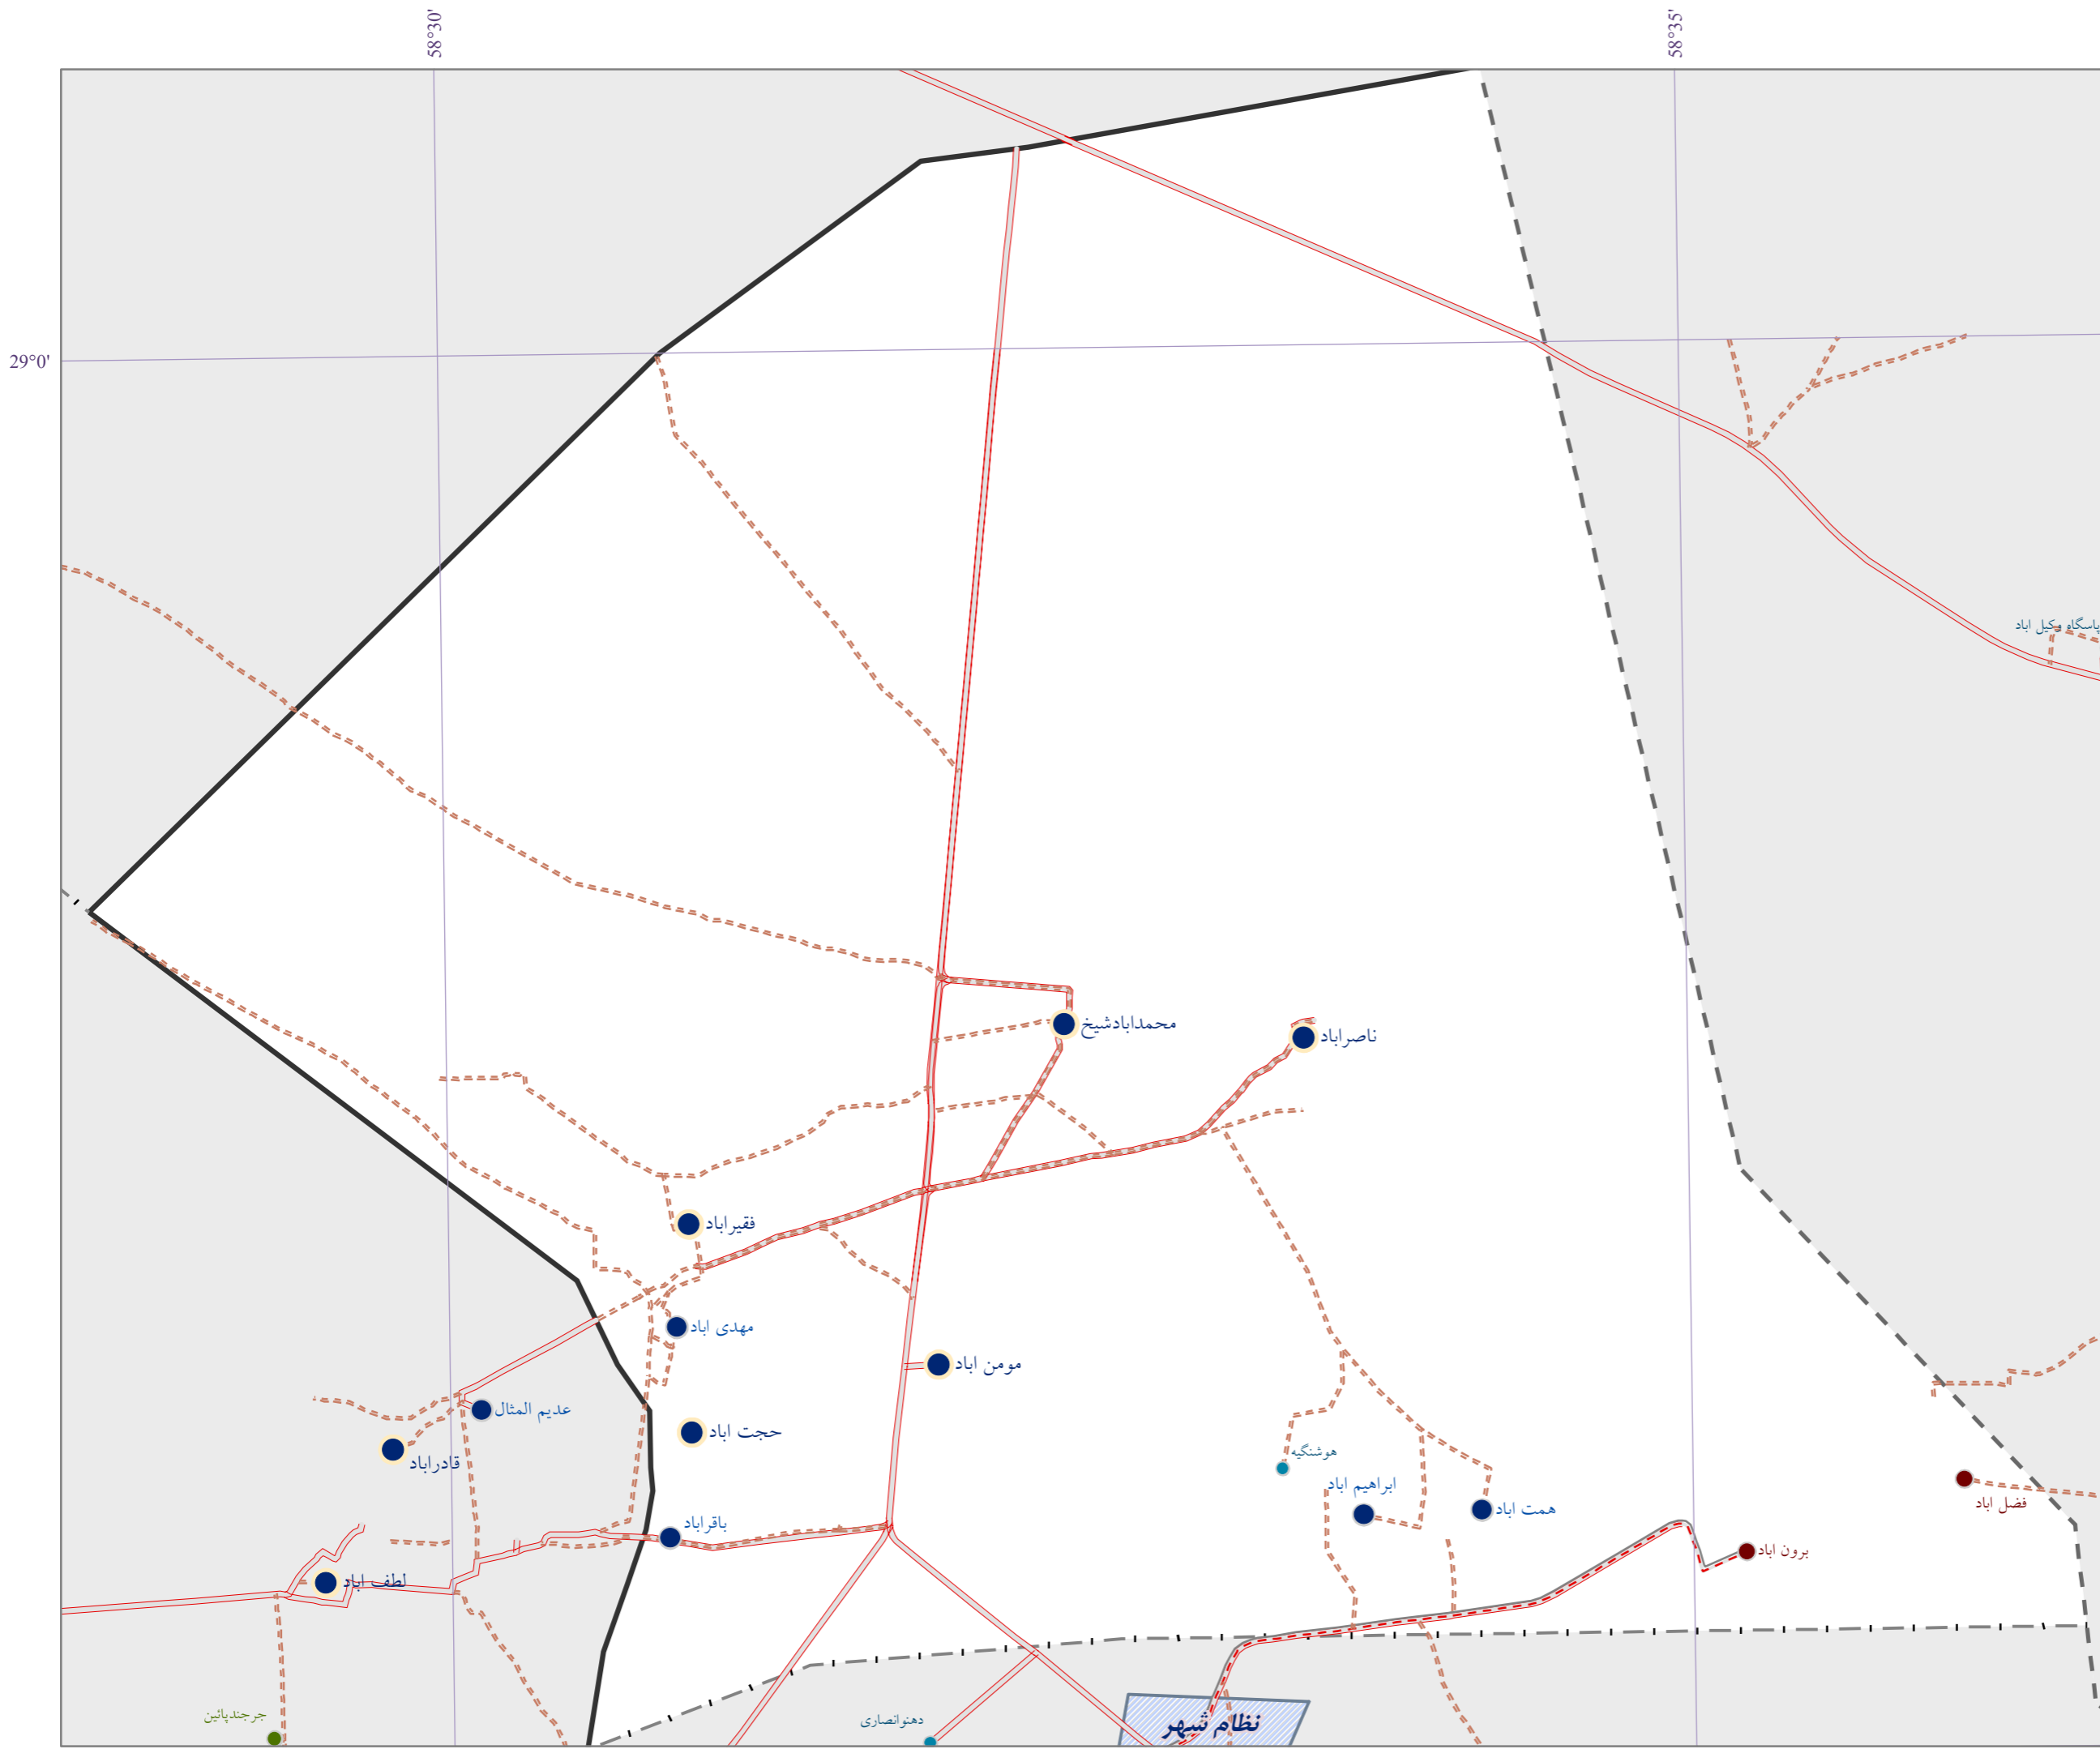 58°30'
58°35'
29°0'
پاسگاه وکیل اباد
محمدابادشیخ
ناصراباد
فقیراباد
مهدی اباد
مومن اباد
عدیم المثال
حجت اباد
قادراباد
هوشنگیه
ابراهیم اباد
همت اباد
فضل اباد
باقراباد
برون اباد
لطف اباد
جرجندپائین
دهنوانصاری
نظام شهر